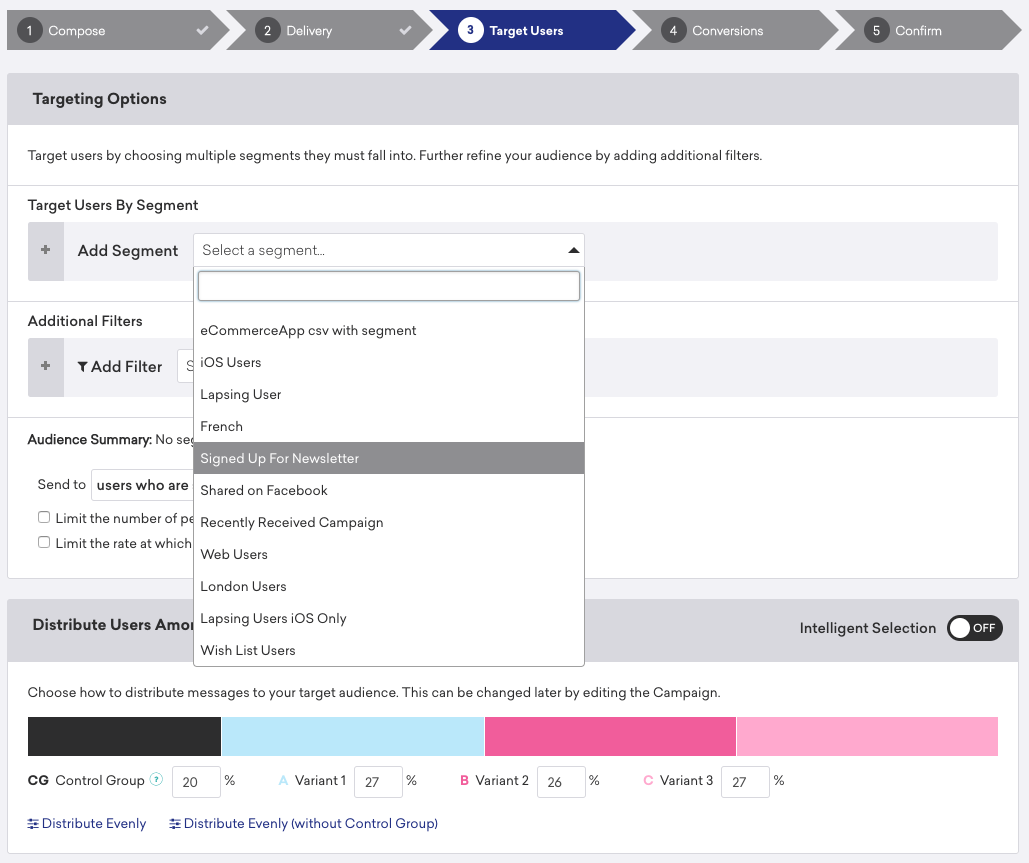 1 Compose 2 Delivery 3 Target Users 4 Conversions 5 Confirm
Targeting Options
Target users by choosing multiple segments they must fall into. Further refine your audience by adding additional filters.
Target Users By Segment
+ Add Segment Select a segment...
Additional Filters
+ Add Filter S
eCommerceApp csv with segment
iOS Users
Lapsing User
French
Signed Up For Newsletter
Shared on Facebook
Recently Received Campaign
Web Users
London Users
Lapsing Users iOS Only
Wish List Users
Audience Summary: No seg
Send to users who are
Limit the number of pe
Limit the rate at which
Distribute Users Amon
Intelligent Selection OFF
Choose how to distribute messages to your target audience. This can be changed later by editing the Campaign.
CG Control Group ? 20 % A Variant 1 27 % B Variant 2 26 % C Variant 3 27 %
Distribute Evenly Distribute Evenly (without Control Group)